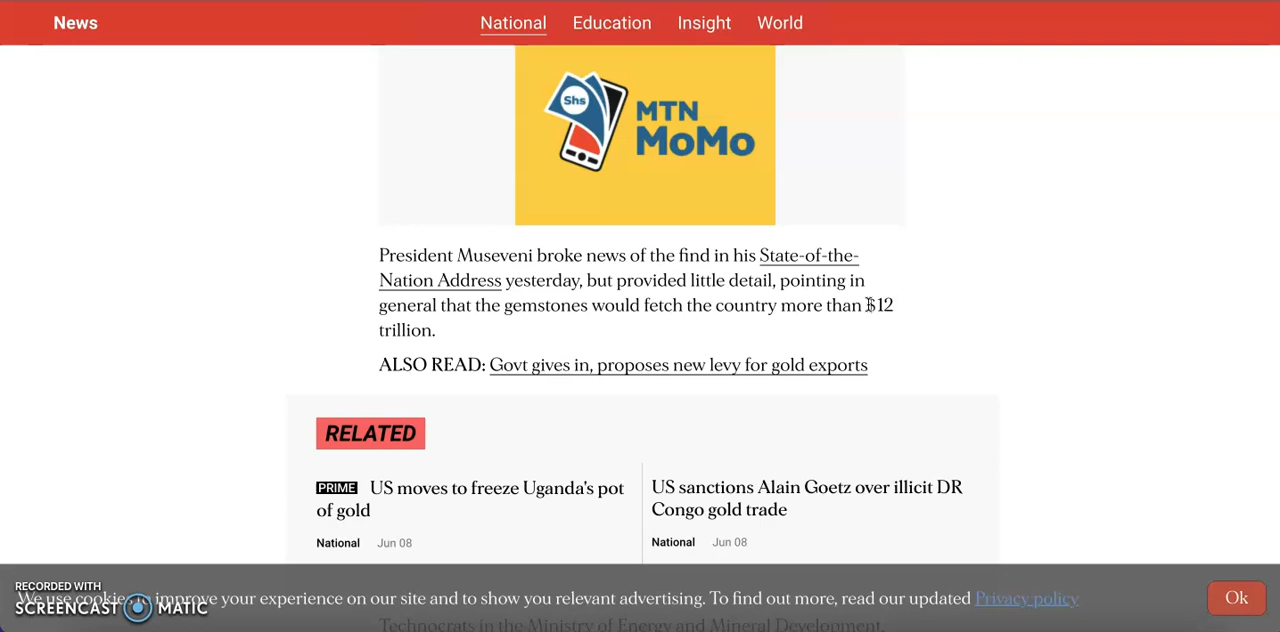 News
National Education Insight World
Shs
MTN
MoMo
President Museveni broke news of the find in his State-of-the-
Nation Address yesterday, but provided little detail, pointing in
general that the gemstones would fetch the country more than $12
trillion.
ALSO READ: Govt gives in, proposes new levy for gold exports
RELATED
PRIME US moves to freeze Uganda's pot
of gold
National Jun 08
US sanctions Alain Goetz over illicit DR
Congo gold trade
National Jun 08
RECORDED WITH
SCREENCAST MATIC
We use cookies to improve your experience on our site and to show you relevant advertising. To find out more, read our updated Privacy policy
Ok
Technocrats in the Ministry of Energy and Mineral Development,